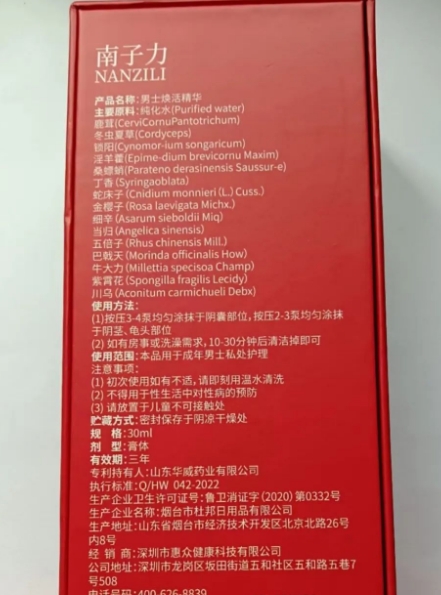 南子力
NANZILI
产品名称:男士焕活精华
主要原料:纯化水(Purified water)
鹿茸(CerviCornuPantotrichum)
冬虫夏草(Cordyceps)
锁阳(Cynomor-ium songaricum)
淫羊藿(Epime-dium brevicornu Maxim)
桑螵蛸(Parateno derasinensis Saussur-e)
丁香(Syringaoblata)
蛇床子(Cnidium monnieri(L.) Cuss.)
金樱子(Rosa laevigata Michx.)
细辛(Asarum sieboldii Miq)
当归(Angelica sinensis)
五倍子(Rhus chinensis Mill.)
巴戟天(Morinda officinalis How)
牛大力(Millettia specisoa Champ)
紫霄花(Spongilla fragilis Lecidy)
川乌(Aconitum carmichueli Debx)
使用方法:
(1)按压3-4泵均匀涂抹于阴囊部位,按压2-3泵均匀涂抹
于阴茎、龟头部位
(2) 如有房事或洗澡需求,10-30分钟后清洁掉即可
使用范围:本品用于成年男士私处护理
注意事项:
(1) 初次使用如有不适,请即刻用温水清洗
(2) 不得用于性生活中对性病的预防
(3) 请放置于儿童不可接触处
贮藏方式:密封保存于阴凉干燥处
规 格:30ml
剂 型:膏体
有效期:三年
专利持有人:山东华威药业有限公司
执行标准:Q/HW 042-2022
生产企业卫生许可证号:鲁卫消证字(2020)第0332号
生产企业名称:烟台市杜邦日用品有限公司
生产地址:山东省烟台市经济技术开发区北京北路26号
内8号
经 销 商:深圳市惠众健康科技有限公司
公司地址:深圳市龙岗区坂田街道五和社区五和路五巷7
号508
电话号码:400-626-8839